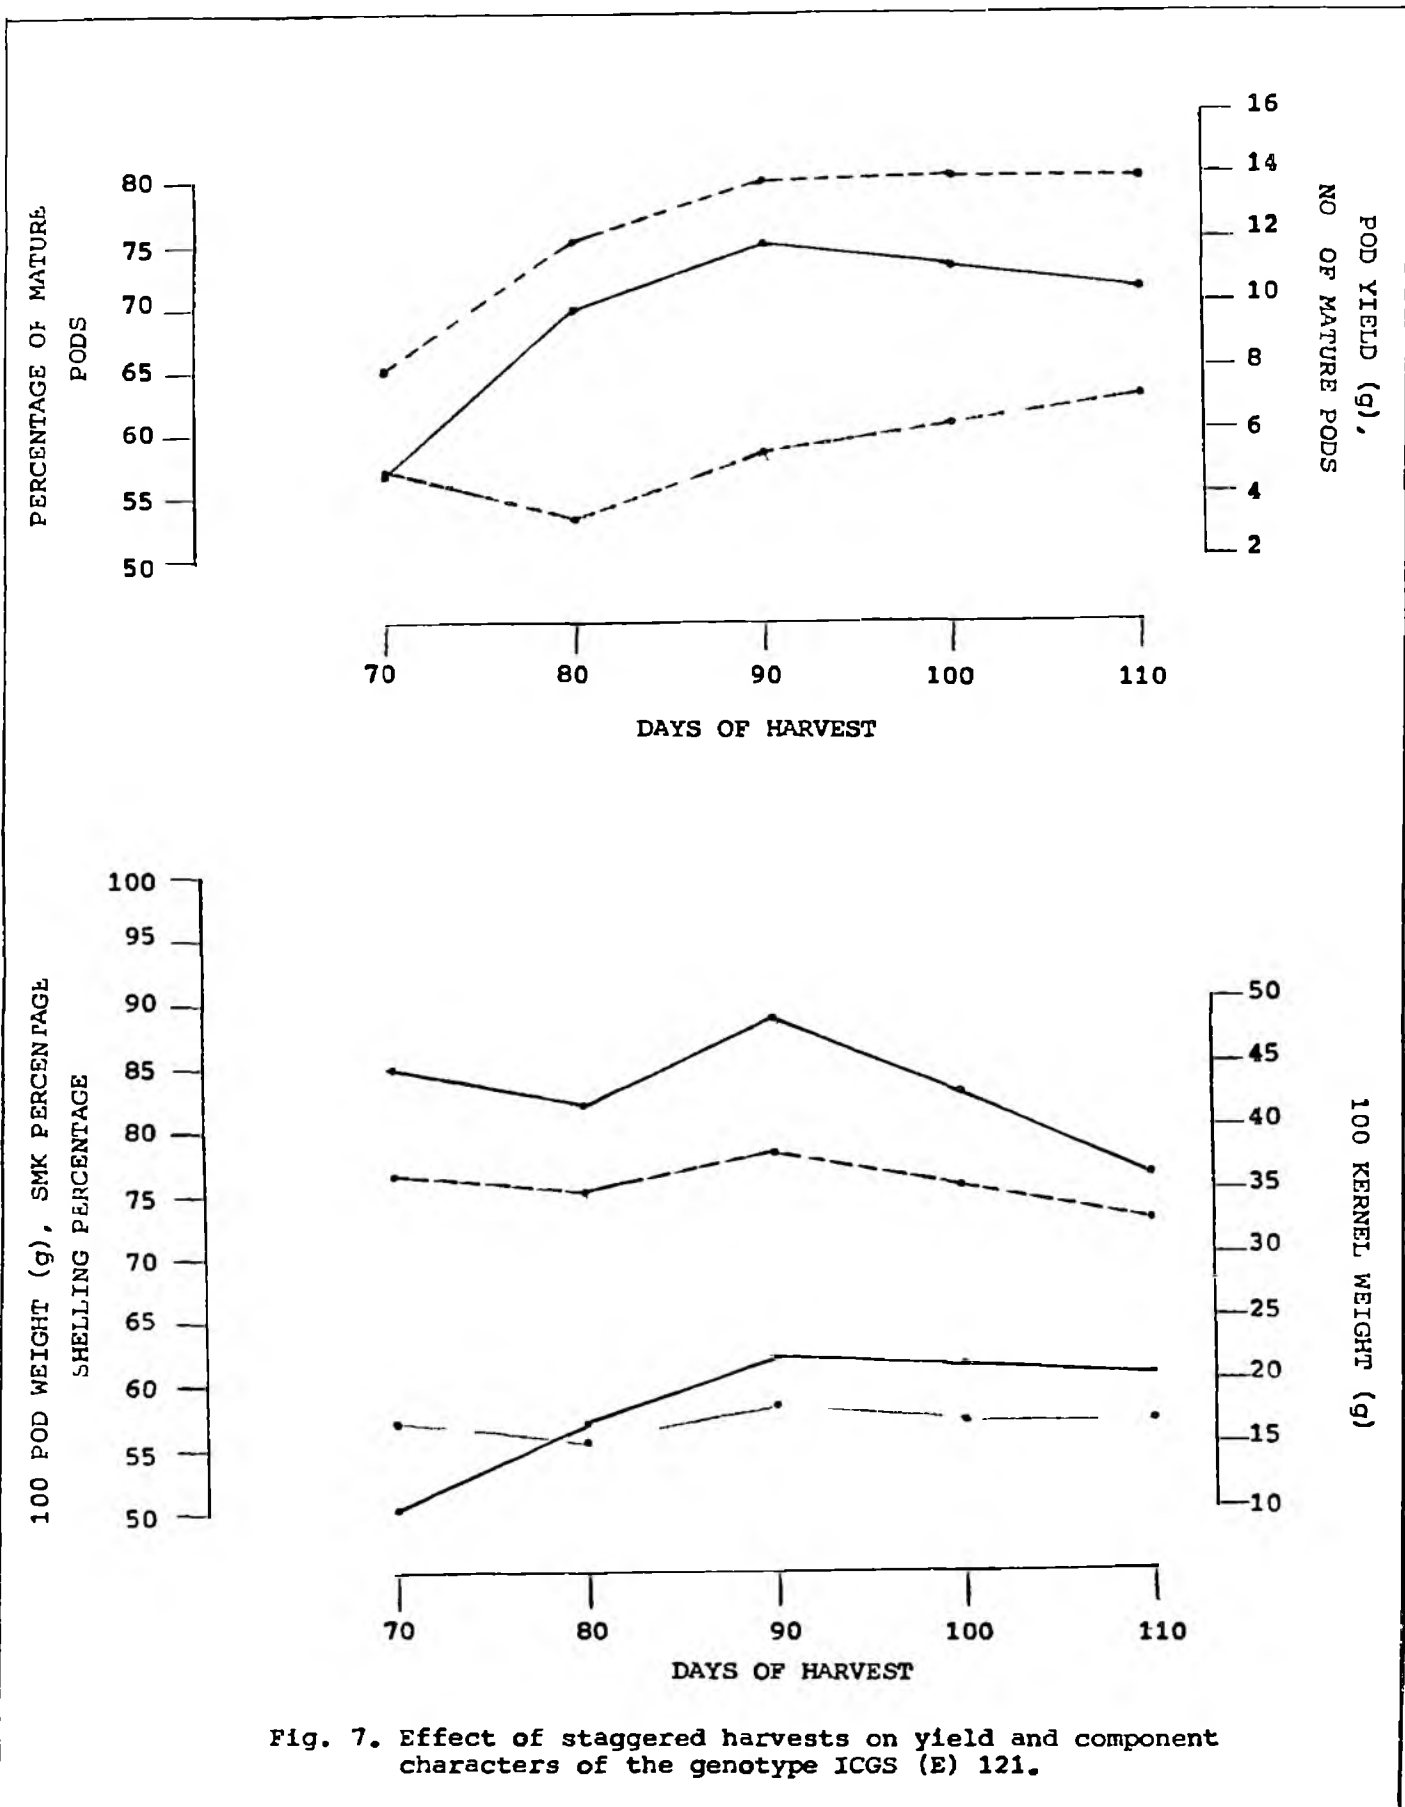 16
14
12
10
8
6
4
2
NO OF MATURE PODS
POD YIELD (g),
80
75
70
65
60
55
50
PERCENTAGE OF MATURE
PODS
70 80 90 100 110
DAYS OF HARVEST
100
95
90
85
80
75
70
65
60
55
50
100 POD WEIGHT (g), SMK PERCENTAGE
SHELLING PERCENTAGE
50
45
40
35
30
25
20
15
10
100 KERNEL WEIGHT (g)
70 80 90 100 110
DAYS OF HARVEST
Fig. 7. Effect of staggered harvests on yield and component
characters of the genotype ICGS (E) 121.